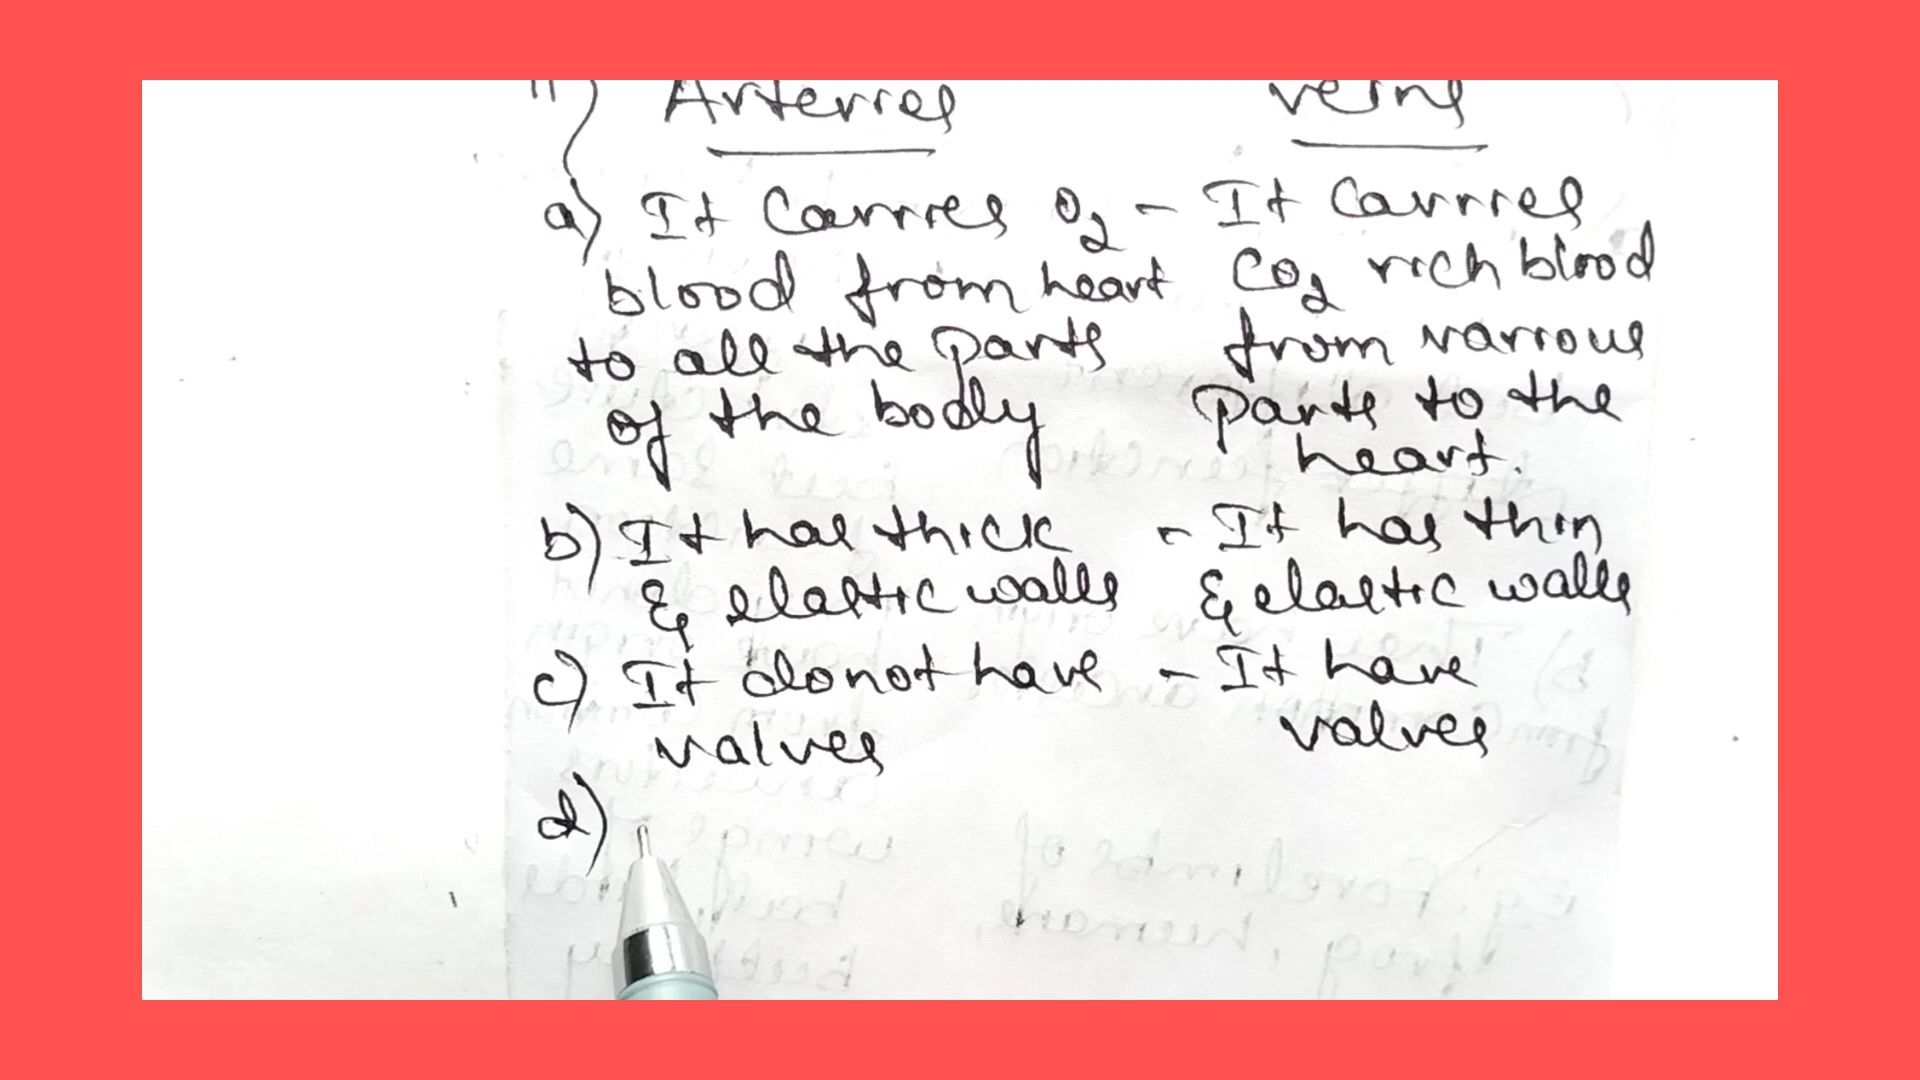 ii) Arteries veins
a) It Carries O2 - It Carries
blood from heart CO2 rich blood
to all the parts from various
of the body parts to the
heart.
b) It has thick - It has thin
& elastic walls & elastic walls
c) It do not have - It have
valves valves
d)